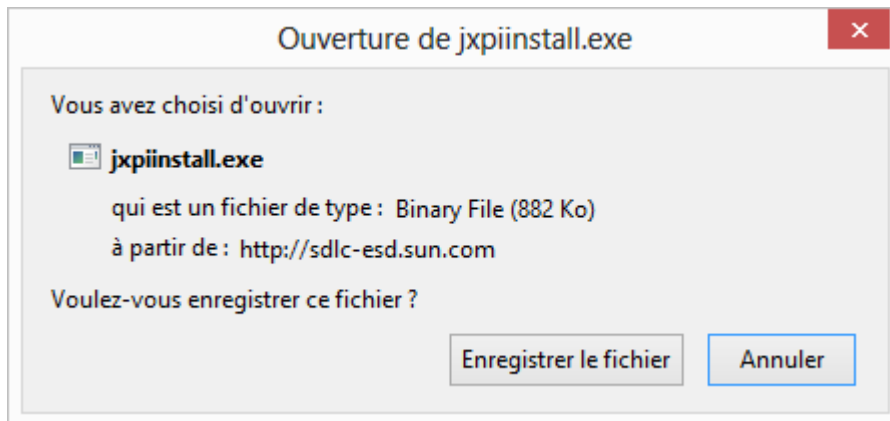 Ouverture de jxpiinstall.exe
Vous avez choisi d'ouvrir :
jxpiinstall.exe
qui est un fichier de type : Binary File (882 Ko)
à partir de : http://sdlc-esd.sun.com
Voulez-vous enregistrer ce fichier ?
Enregistrer le fichier Annuler